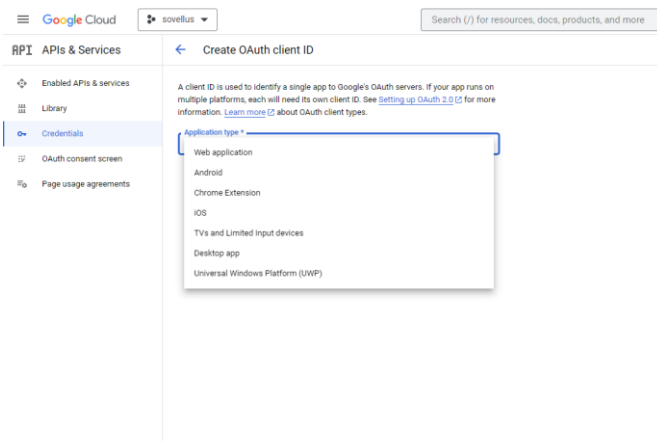 Google Cloud
sovellus
Search (/) for resources, docs, products, and more
API APIs & Services
Create OAuth client ID
Enabled APIs & services
Library
Credentials
OAuth consent screen
Page usage agreements
A client ID is used to identify a single app to Google's OAuth servers. If your app runs on
multiple platforms, each will need its own client ID. See Setting up OAuth 2.0 for more
information. Learn more about OAuth client types.
Application type *
Web application
Android
Chrome Extension
iOS
TVs and Limited Input devices
Desktop app
Universal Windows Platform (UWP)